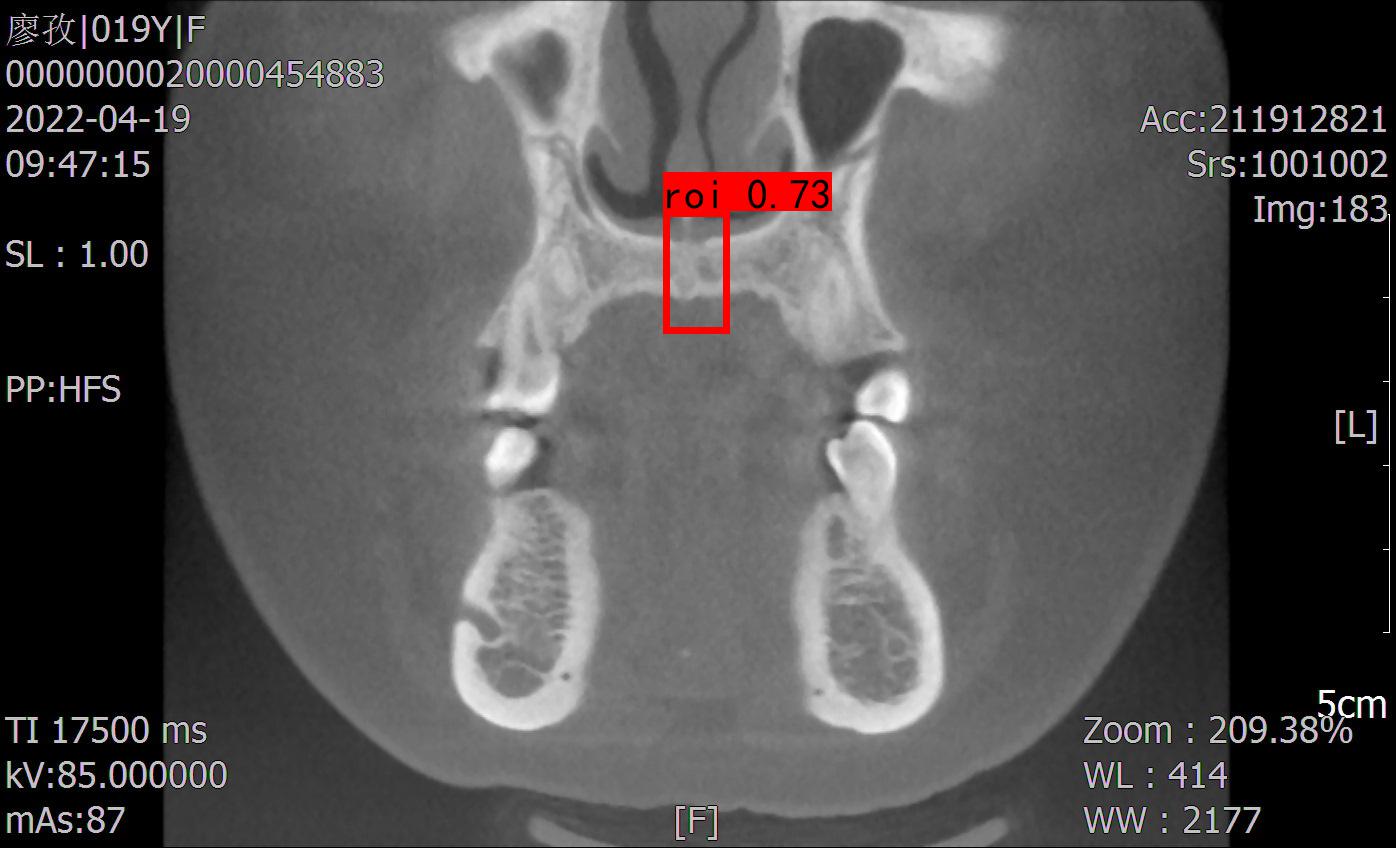 廖孜|019Y|F
0000000020000454883
2022-04-19
09:47:15
SL : 1.00
PP:HFS
Acc:211912821
Srs:1001002
Img:183
roi 0.73
[L]
5cm
TI 17500 ms
kV:85.000000
mAs:87
[F]
Zoom : 209.38%
WL : 414
WW : 2177